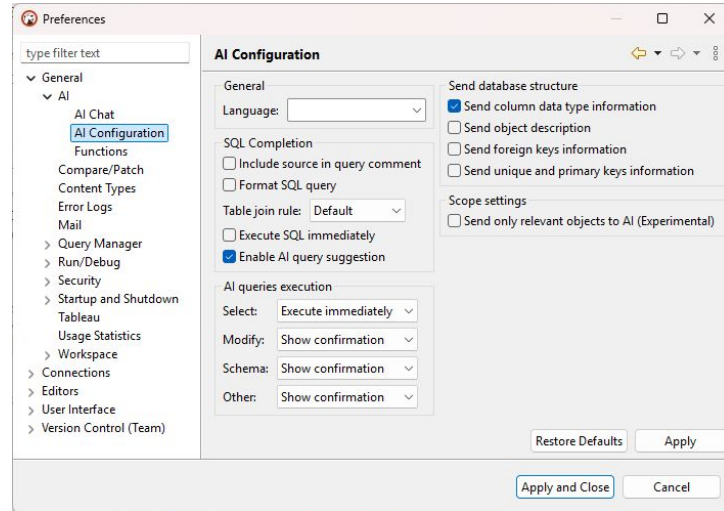 Preferences
type filter text
General
AI
AI Chat
AI Configuration
Functions
Compare/Patch
Content Types
Error Logs
Mail
Query Manager
Run/Debug
Security
Startup and Shutdown
Tableau
Usage Statistics
Workspace
Connections
Editors
User Interface
Version Control (Team)
AI Configuration
General
Language:
SQL Completion
Include source in query comment
Format SQL query
Table join rule: Default
Execute SQL immediately
Enable AI query suggestion
AI queries execution
Select: Execute immediately
Modify: Show confirmation
Schema: Show confirmation
Other: Show confirmation
Send database structure
Send column data type information
Send object description
Send foreign keys information
Send unique and primary keys information
Scope settings
Send only relevant objects to AI (Experimental)
Restore Defaults
Apply
Apply and Close
Cancel